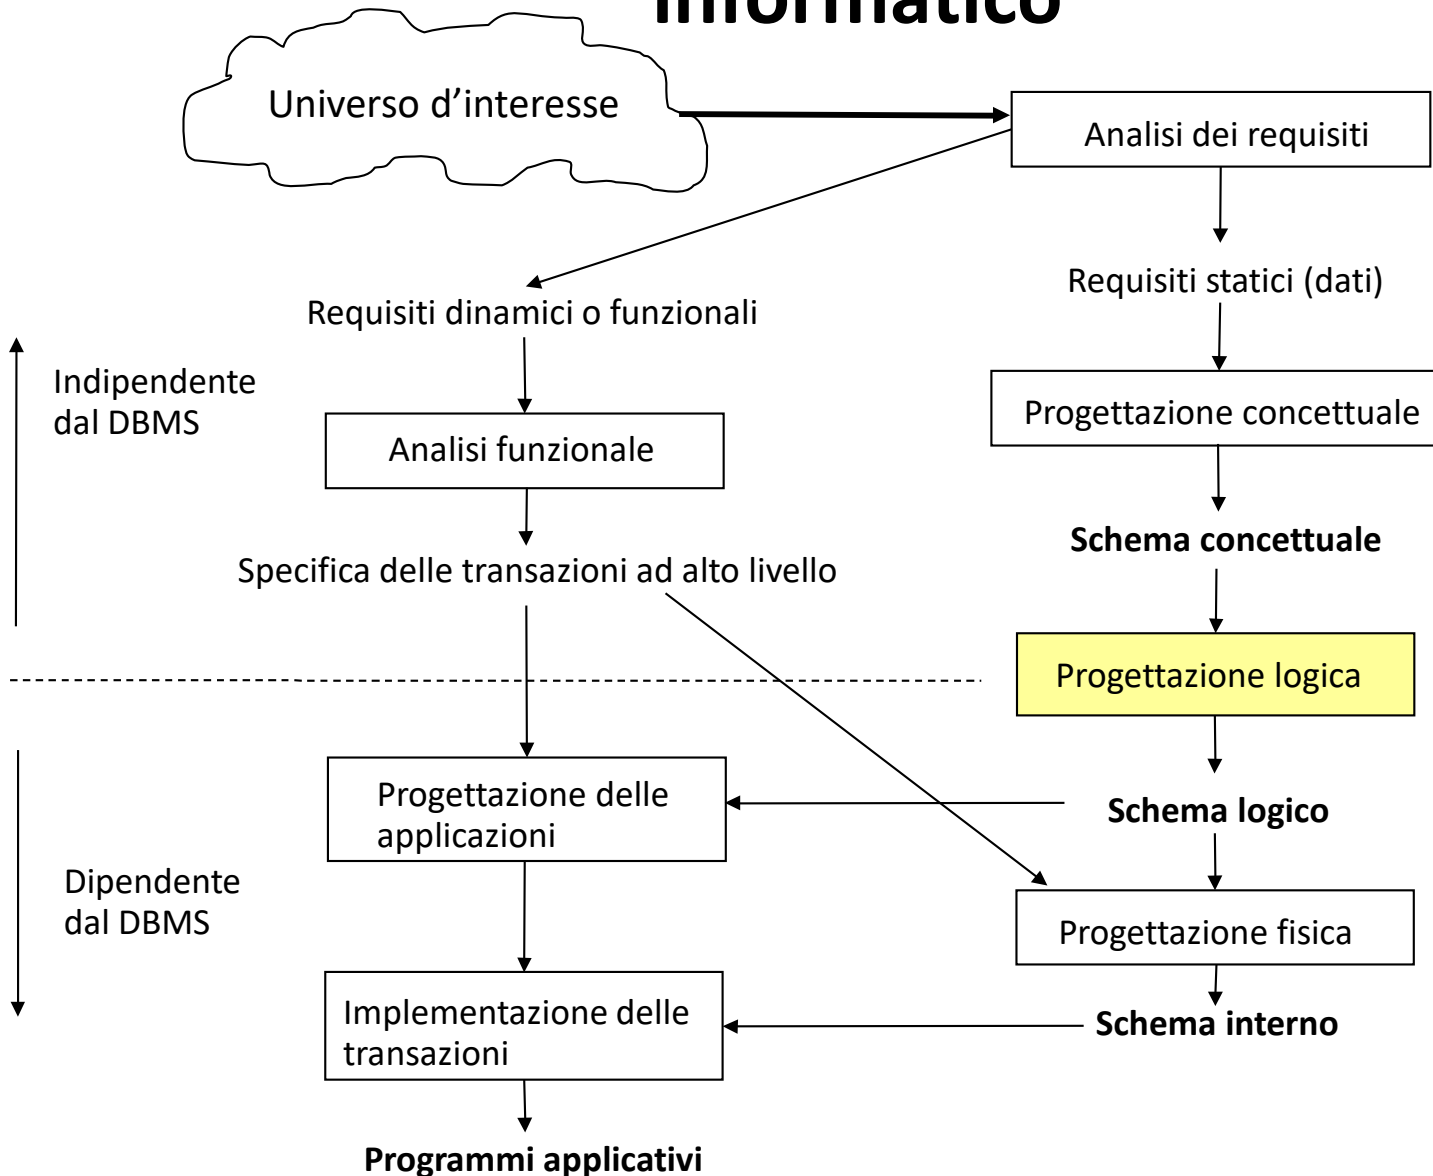 informatico
Universo d'interesse
Analisi dei requisiti
Requisiti statici (dati)
Requisiti dinamici o funzionali
Indipendente
dal DBMS
Progettazione concettuale
Analisi funzionale
Schema concettuale
Specifica delle transazioni ad alto livello
Progettazione logica
Progettazione delle
applicazioni
Schema logico
Dipendente
dal DBMS
Progettazione fisica
Implementazione delle
transazioni
Schema interno
Programmi applicativi